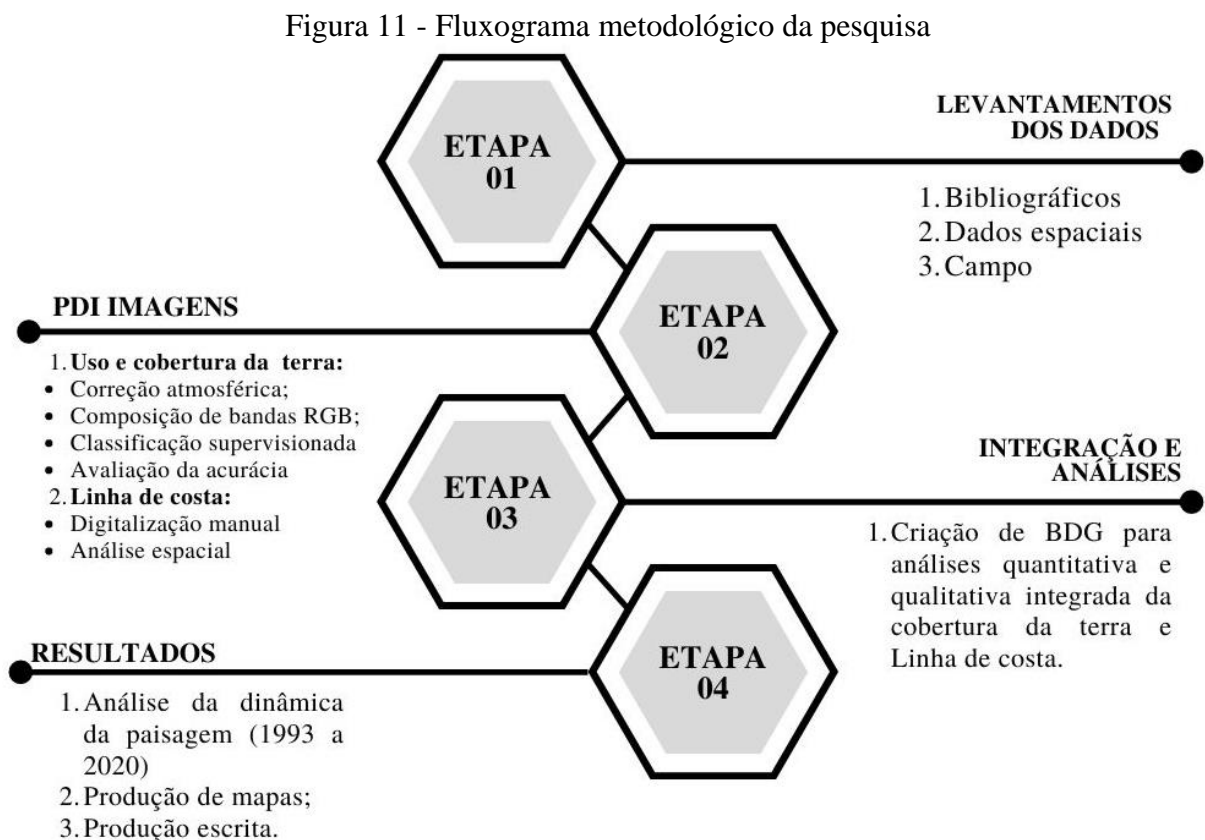 Figura 11 - Fluxograma metodológico da pesquisa
ETAPA
01
LEVANTAMENTOS
DOS DADOS
1. Bibliográficos
2. Dados espaciais
3. Campo
ETAPA
02
PDI IMAGENS
1. Uso e cobertura da terra:
• Correção atmosférica;
• Composição de bandas RGB;
• Classificação supervisionada
• Avaliação da acurácia
2. Linha de costa:
• Digitalização manual
• Análise espacial
ETAPA
03
INTEGRAÇÃO E
ANÁLISES
1. Criação de BDG para
análises quantitativa e
qualitativa integrada da
cobertura da terra e
Linha de costa.
ETAPA
04
RESULTADOS
1. Análise da dinâmica
da paisagem (1993 a
2020)
2. Produção de mapas;
3. Produção escrita.